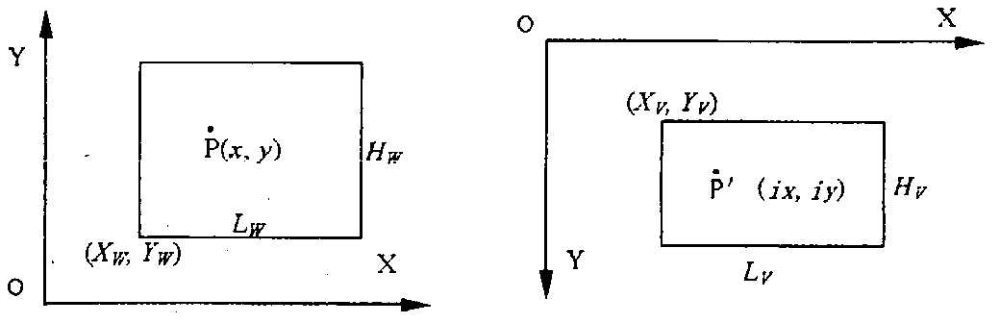 Y
P(x, y)
H_W
L_W
(X_W, Y_W)
X
O
O
X
(X_V, Y_V)
P′ (ix, iy)
H_V
Y
L_V